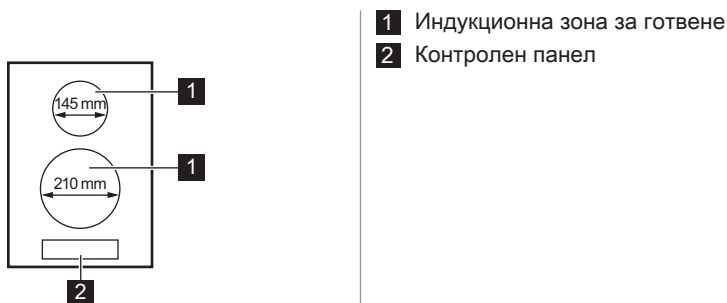 145 mm
1
210 mm
1
2
1 Индукционна зона за готвене
2 Контролен панел